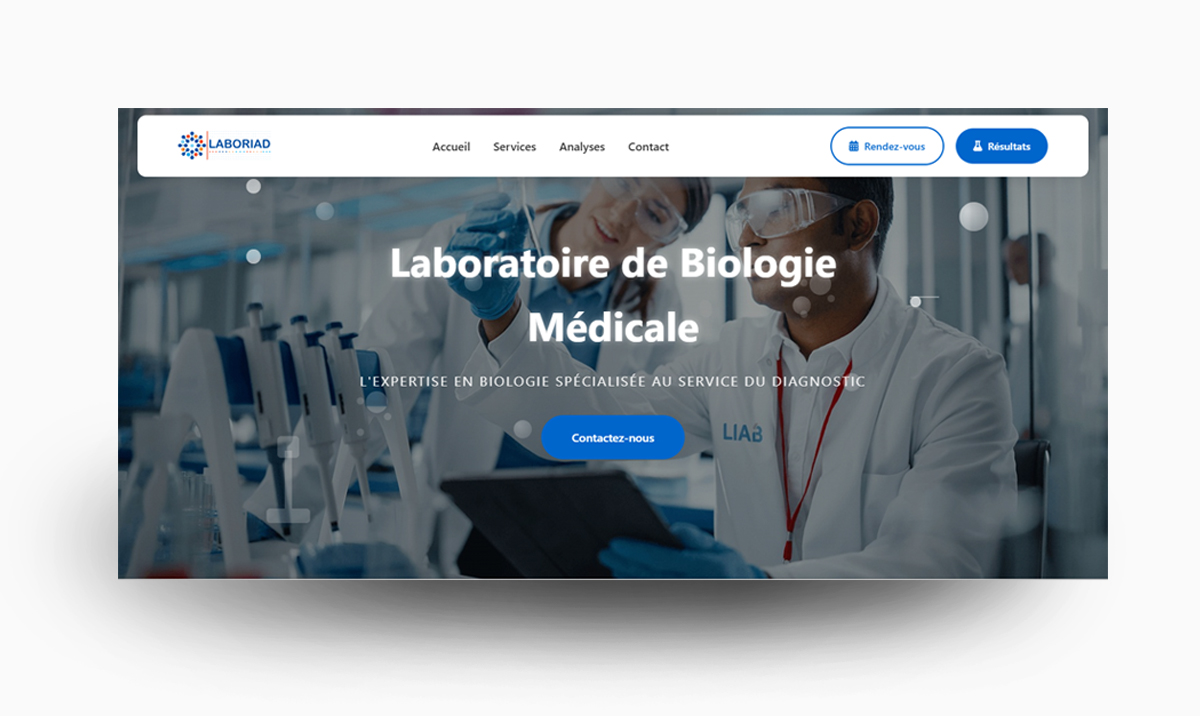 LABORIAD
Accueil Services Analyses Contact
Rendez-vous Résultats
Laboratoire de Biologie
Médicale
L'EXPERTISE EN BIOLOGIE SPÉCIALISÉE AU SERVICE DU DIAGNOSTIC
LIAB
Contactez-nous